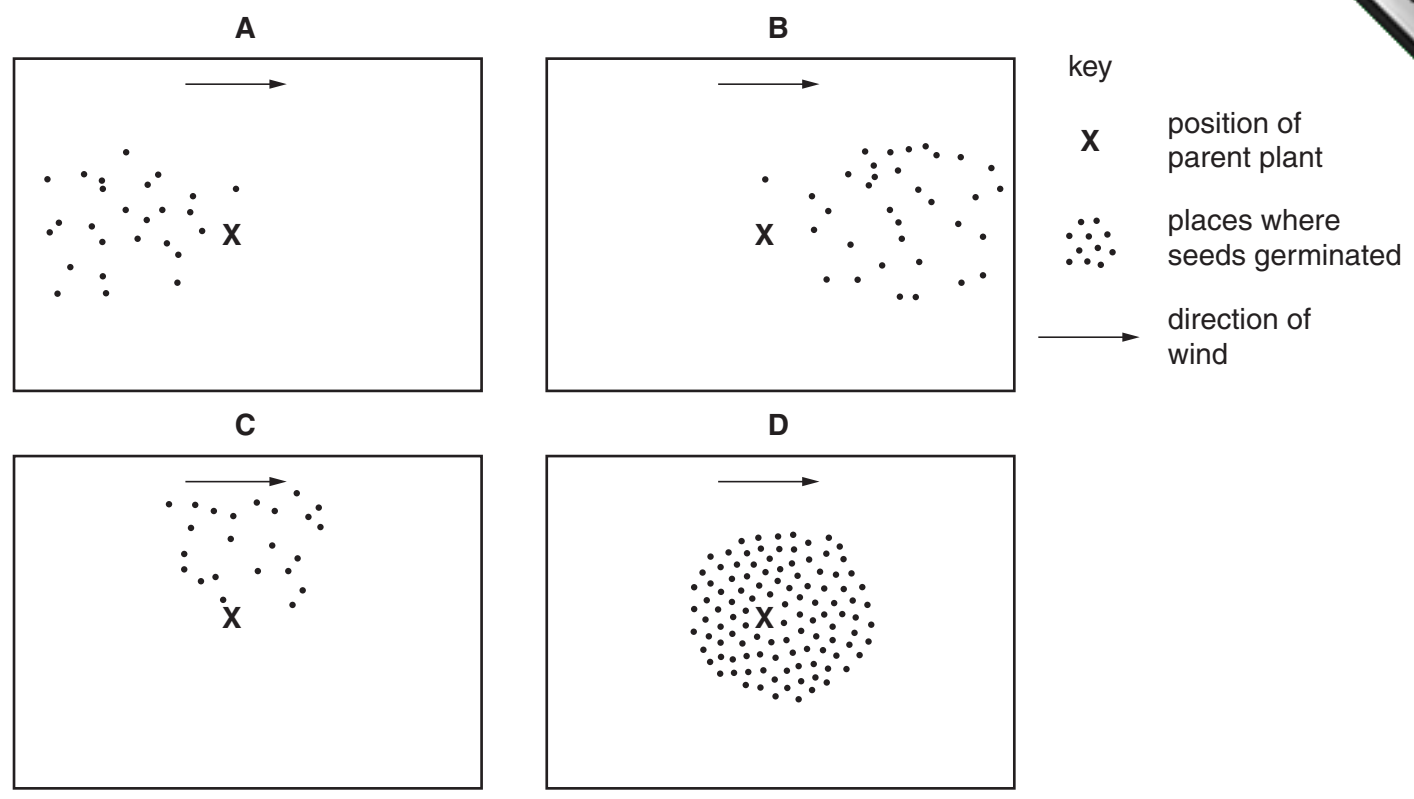 A
B
key
X
position of
parent plant
X
X
places where
seeds germinated
direction of
wind
C
D
X
X